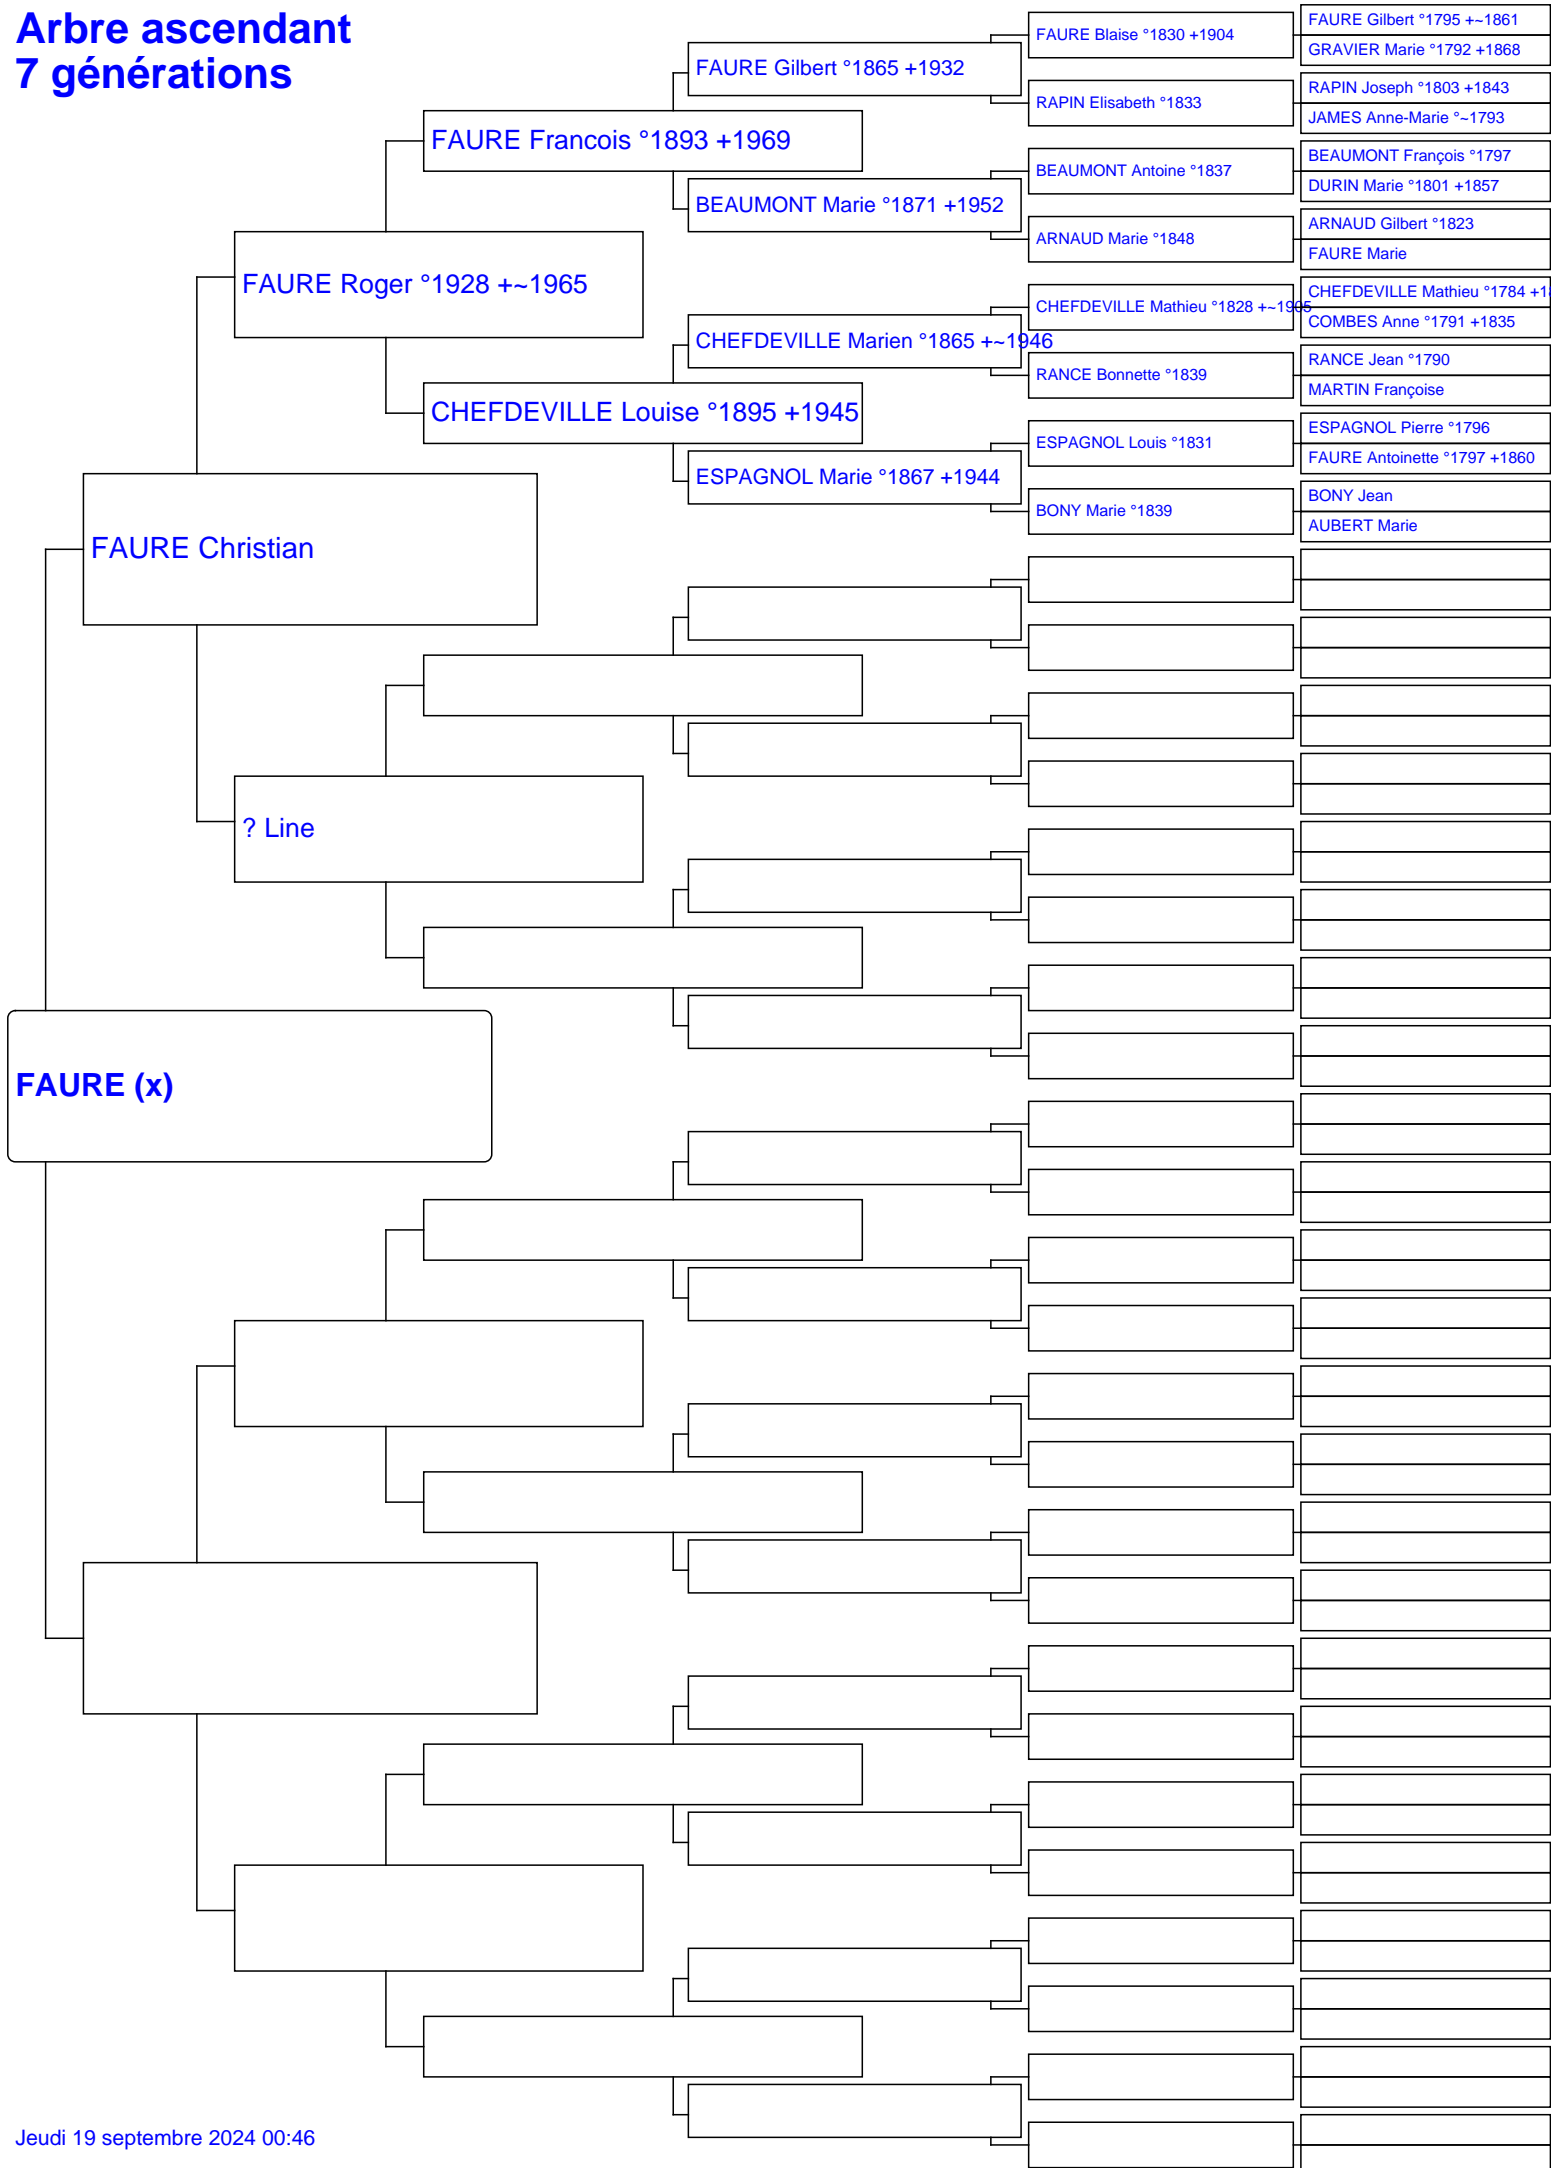 Arbre ascendant
7 générations
FAURE (x)
FAURE Christian
FAURE Roger °1928 +~1965
? Line
FAURE Francois °1893 +1969
CHEFDEVILLE Louise °1895 +1945
FAURE Gilbert °1865 +1932
BEAUMONT Marie °1871 +1952
CHEFDEVILLE Marien °1865 +~1946
ESPAGNOL Marie °1867 +1944
FAURE Blaise °1830 +1904
RAPIN Elisabeth °1833
BEAUMONT Antoine °1837
ARNAUD Marie °1848
CHEFDEVILLE Mathieu °1828 +~1905
RANCE Bonnette °1839
ESPAGNOL Louis °1831
BONY Marie °1839
FAURE Gilbert °1795 +~1861
GRAVIER Marie °1792 +1868
RAPIN Joseph °1803 +1843
JAMES Anne-Marie °~1793
BEAUMONT François °1797
DURIN Marie °1801 +1857
ARNAUD Gilbert °1823
FAURE Marie
CHEFDEVILLE Mathieu °1784
COMBES Anne °1791 +1835
RANCE Jean °1790
MARTIN Françoise
ESPAGNOL Pierre °1796
FAURE Antoinette °1797 +1860
BONY Jean
AUBERT Marie
Jeudi 19 septembre 2024 00:46